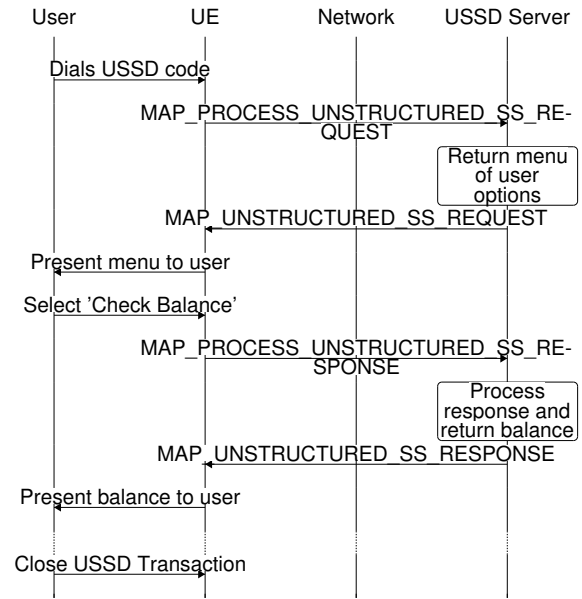 User UE Network USSD Server
Dials USSD code
MAP_PROCESS_UNSTRUCTURED_SS_RE-
QUEST
Return menu
of user
options
MAP_UNSTRUCTURED_SS_REQUEST
Present menu to user
Select 'Check Balance'
MAP_PROCESS_UNSTRUCTURED_SS_RE-
SPONSE
Process
response and
return balance
MAP_UNSTRUCTURED_SS_RESPONSE
Present balance to user
Close USSD Transaction